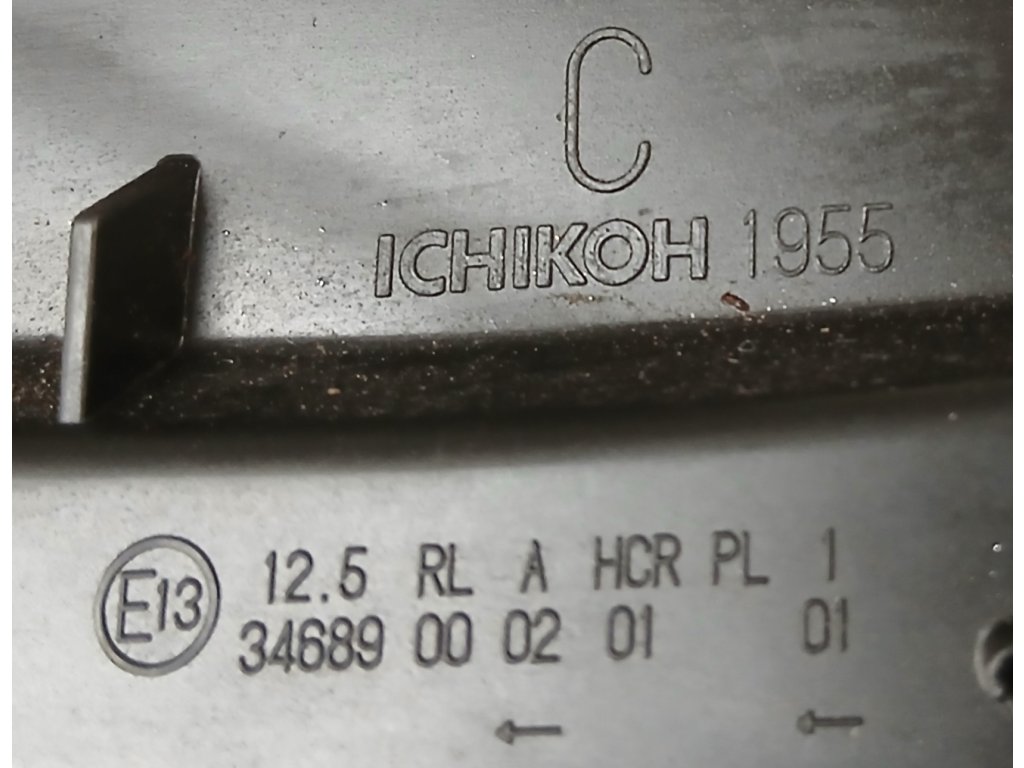 C
ICHIKOH 1955
E13
12.5 RL A HCR PL 1
34689 00 02 01 01
← ←